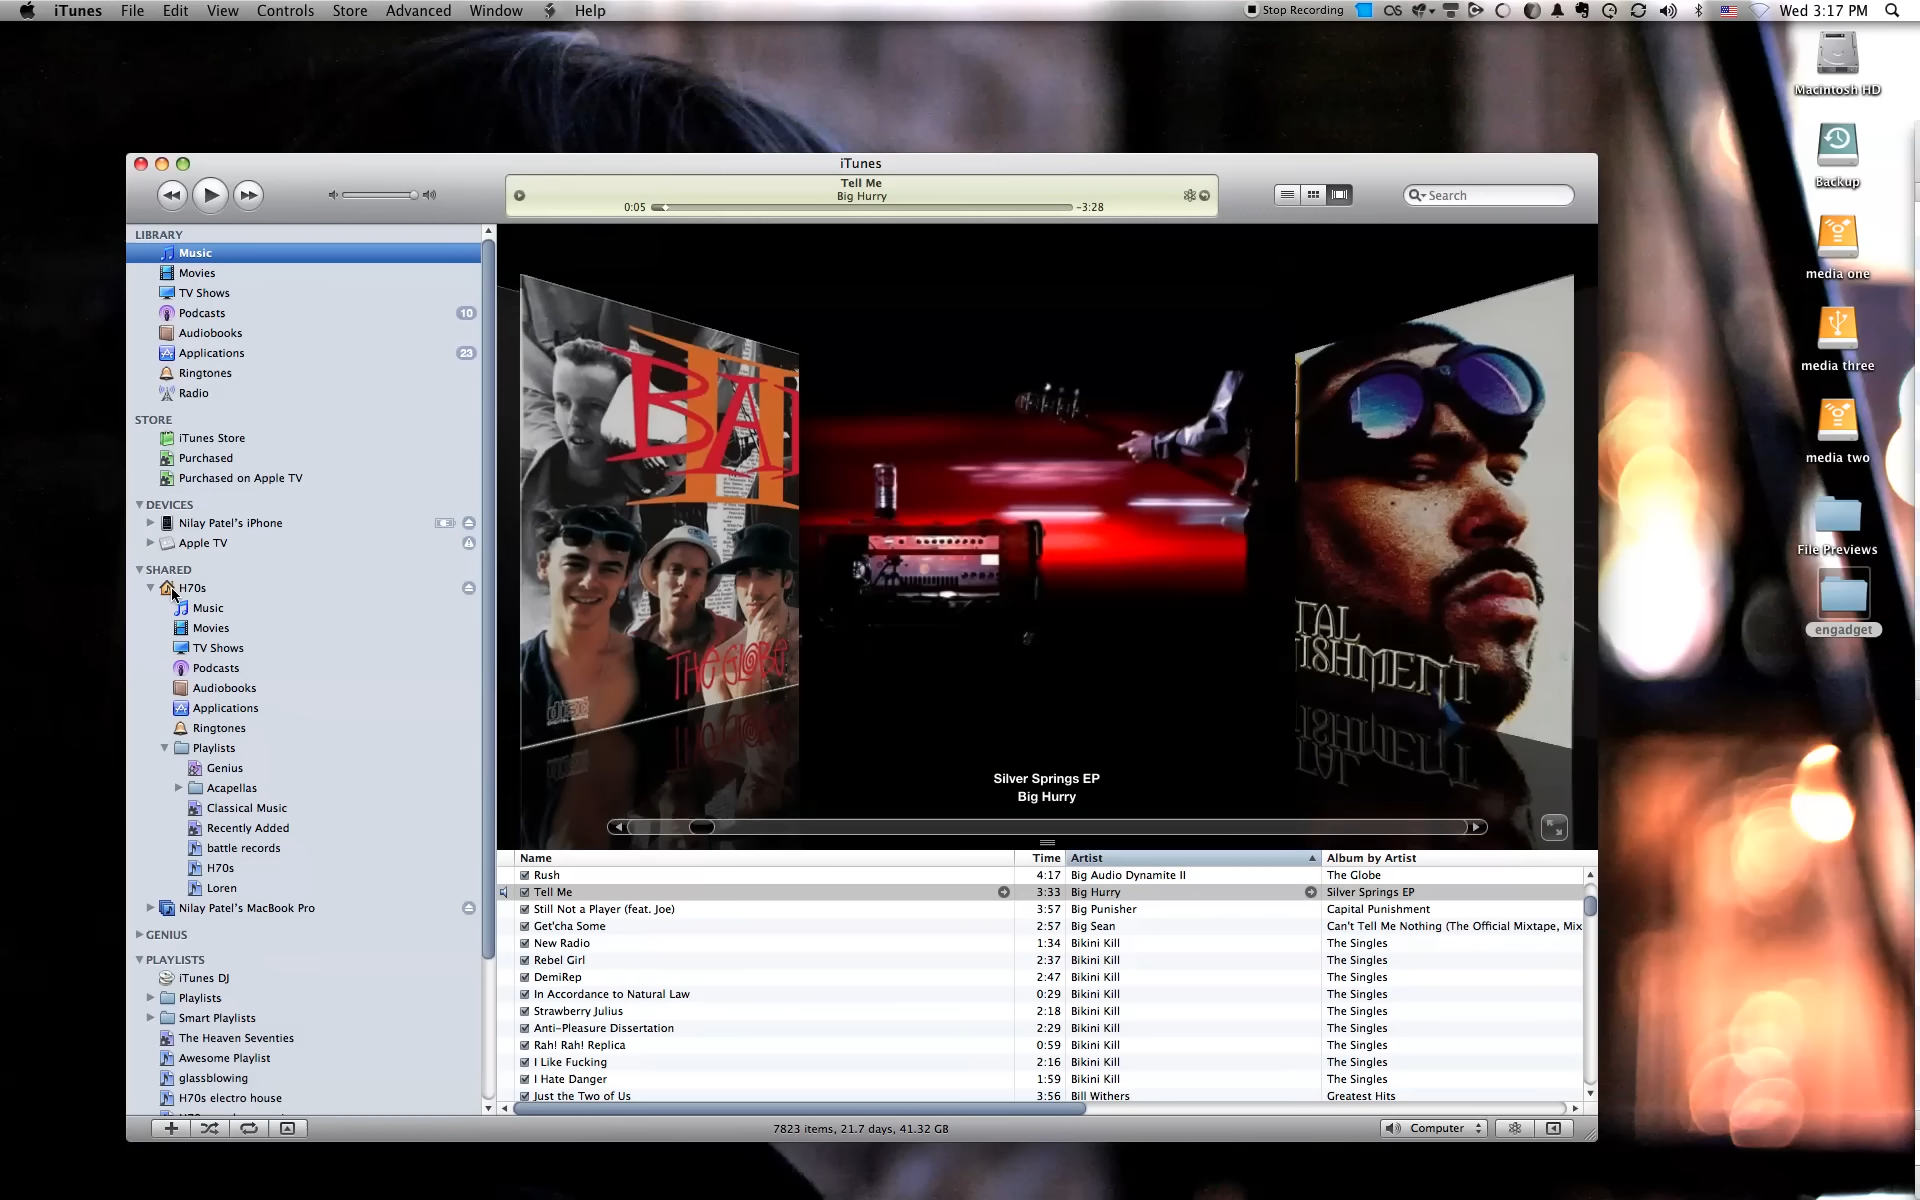 iTunes File Edit View Controls Store Advanced Window Help
Stop Recording Wed 3:17 PM
Macintosh HD
Backup
media one
media three
media two
File Previews
engadget
iTunes
Tell Me
Big Hurry
0:05 -3:28
Search
LIBRARY
Music
Movies
TV Shows
Podcasts 10
Audiobooks
Applications 23
Ringtones
Radio
STORE
iTunes Store
Purchased
Purchased on Apple TV
DEVICES
Nilay Patel's iPhone
Apple TV
SHARED
H70s
Music
Movies
TV Shows
Podcasts
Audiobooks
Applications
Ringtones
Playlists
Genius
Acapellas
Classical Music
Recently Added
battle records
H70s
Loren
Nilay Patel's MacBook Pro
GENIUS
PLAYLISTS
iTunes DJ
Playlists
Smart Playlists
The Heaven Seventies
Awesome Playlist
glassblowing
H70s electro house
BA
II
THE GLOBE
disc
TAL
ISHMENT
Silver Springs EP
Big Hurry
Name Time Artist Album by Artist
Rush 4:17 Big Audio Dynamite II The Globe
Tell Me 3:33 Big Hurry Silver Springs EP
Still Not a Player (feat. Joe) 3:57 Big Punisher Capital Punishment
Get'cha Some 2:57 Big Sean Can't Tell Me Nothing (The Official Mixtape, Mix
New Radio 1:34 Bikini Kill The Singles
Rebel Girl 2:37 Bikini Kill The Singles
DemiRep 2:47 Bikini Kill The Singles
In Accordance to Natural Law 0:29 Bikini Kill The Singles
Strawberry Julius 2:18 Bikini Kill The Singles
Anti-Pleasure Dissertation 2:29 Bikini Kill The Singles
Rah! Rah! Replica 0:59 Bikini Kill The Singles
I Like Fucking 2:16 Bikini Kill The Singles
I Hate Danger 1:59 Bikini Kill The Singles
Just the Two of Us 3:56 Bill Withers Greatest Hits
7823 items, 21.7 days, 41.32 GB
Computer